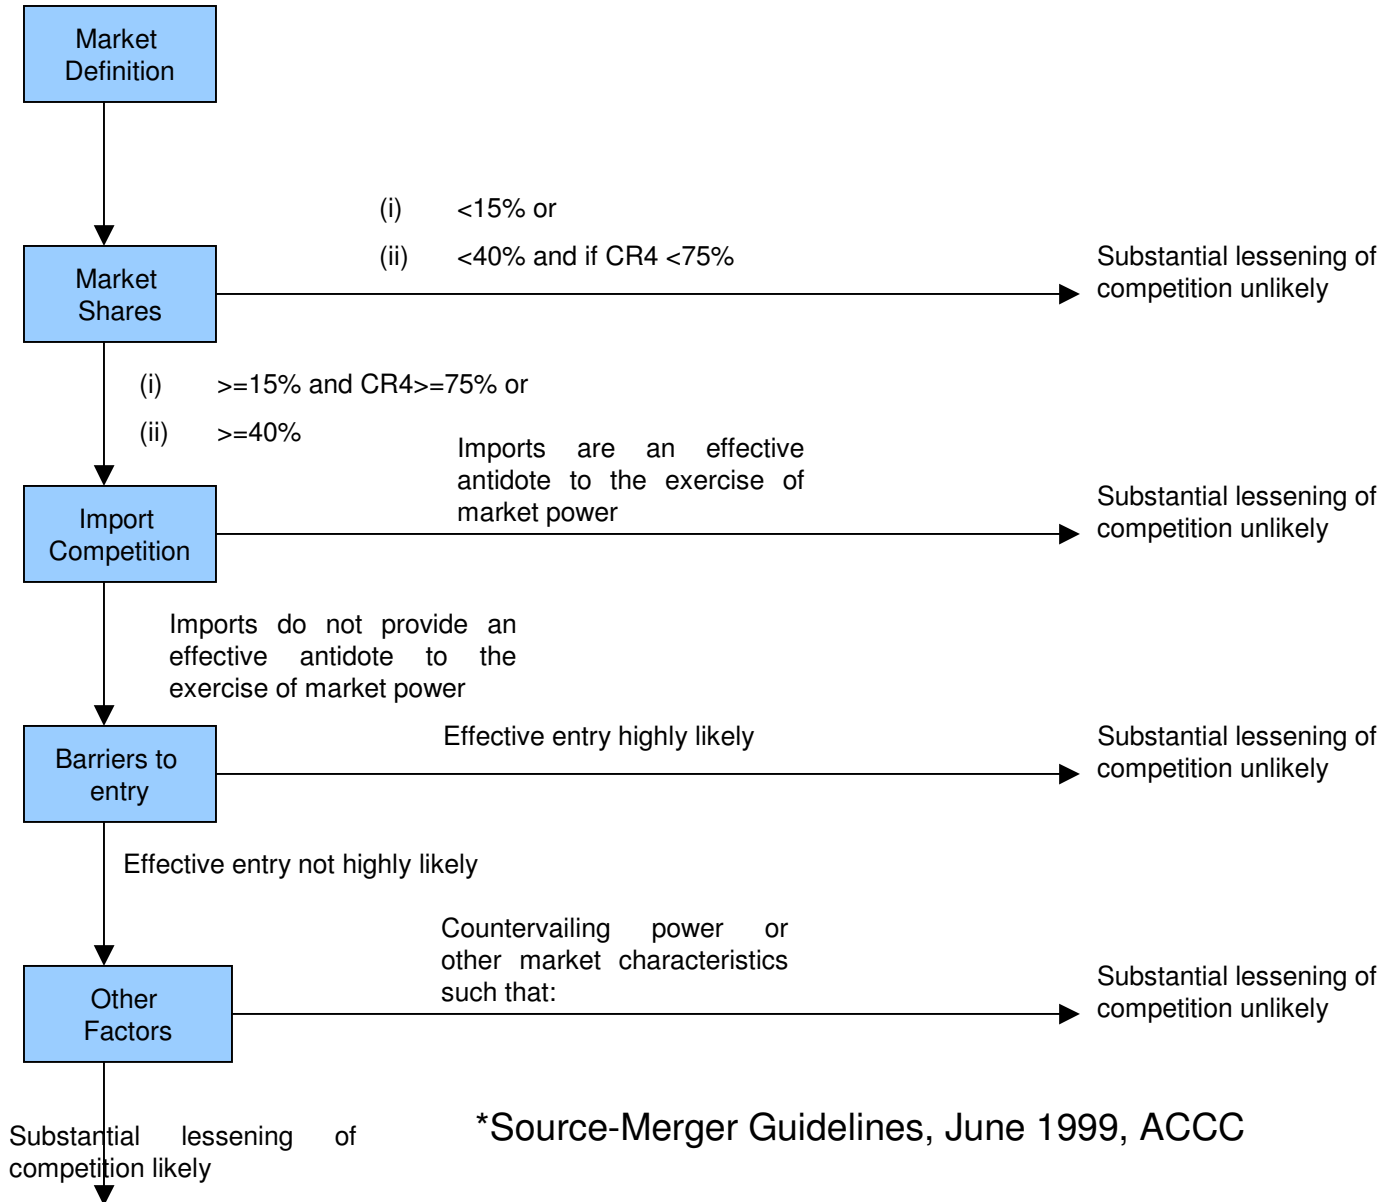 Market
Definition
(i) <15% or
(ii) <40% and if CR4 <75%
Substantial lessening of
competition unlikely
Market
Shares
(i) >=15% and CR4>=75% or
(ii) >=40%
Imports are an effective
antidote to the exercise of
market power
Substantial lessening of
competition unlikely
Import
Competition
Imports do not provide an
effective antidote to the
exercise of market power
Effective entry highly likely
Substantial lessening of
competition unlikely
Barriers to
entry
Effective entry not highly likely
Countervailing power or
other market characteristics
such that:
Substantial lessening of
competition unlikely
Other
Factors
*Source-Merger Guidelines, June 1999, ACCC
Substantial lessening of
competition likely